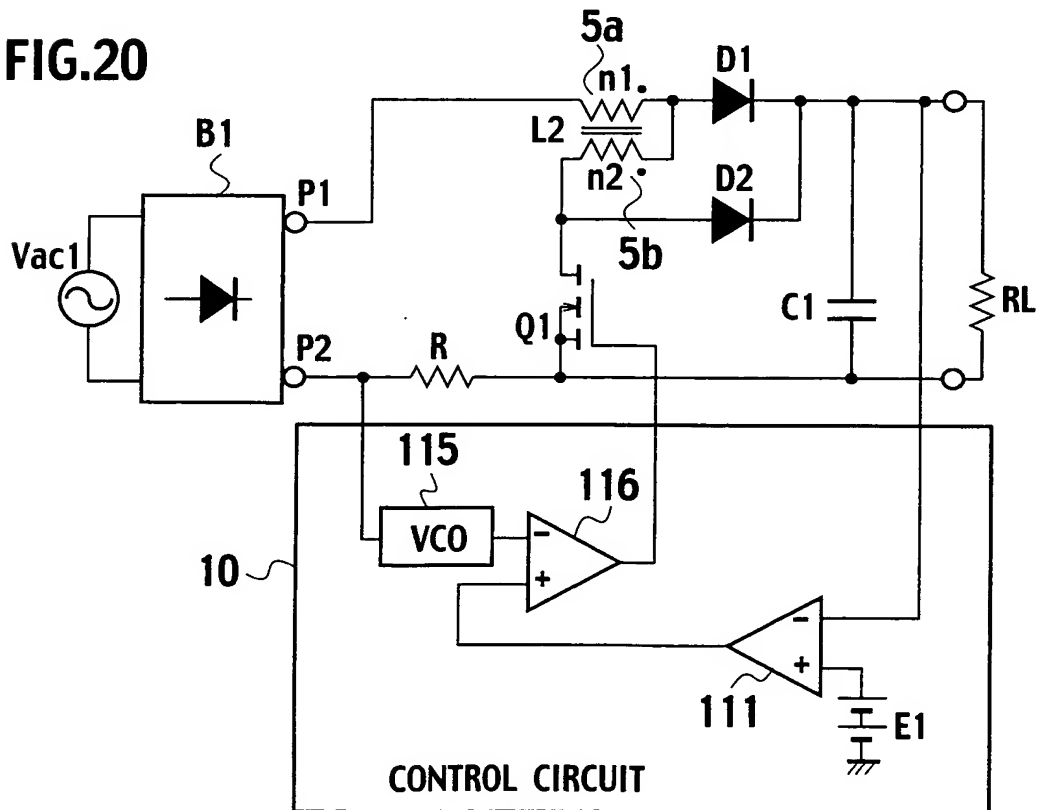 FIG.20
5a
n1.
D1
L2
B1
n2.
D2
P1
5b
Vac1
C1
RL
Q1
P2
R
115
116
VCO
−
+
10
−
+
111
E1
CONTROL CIRCUIT